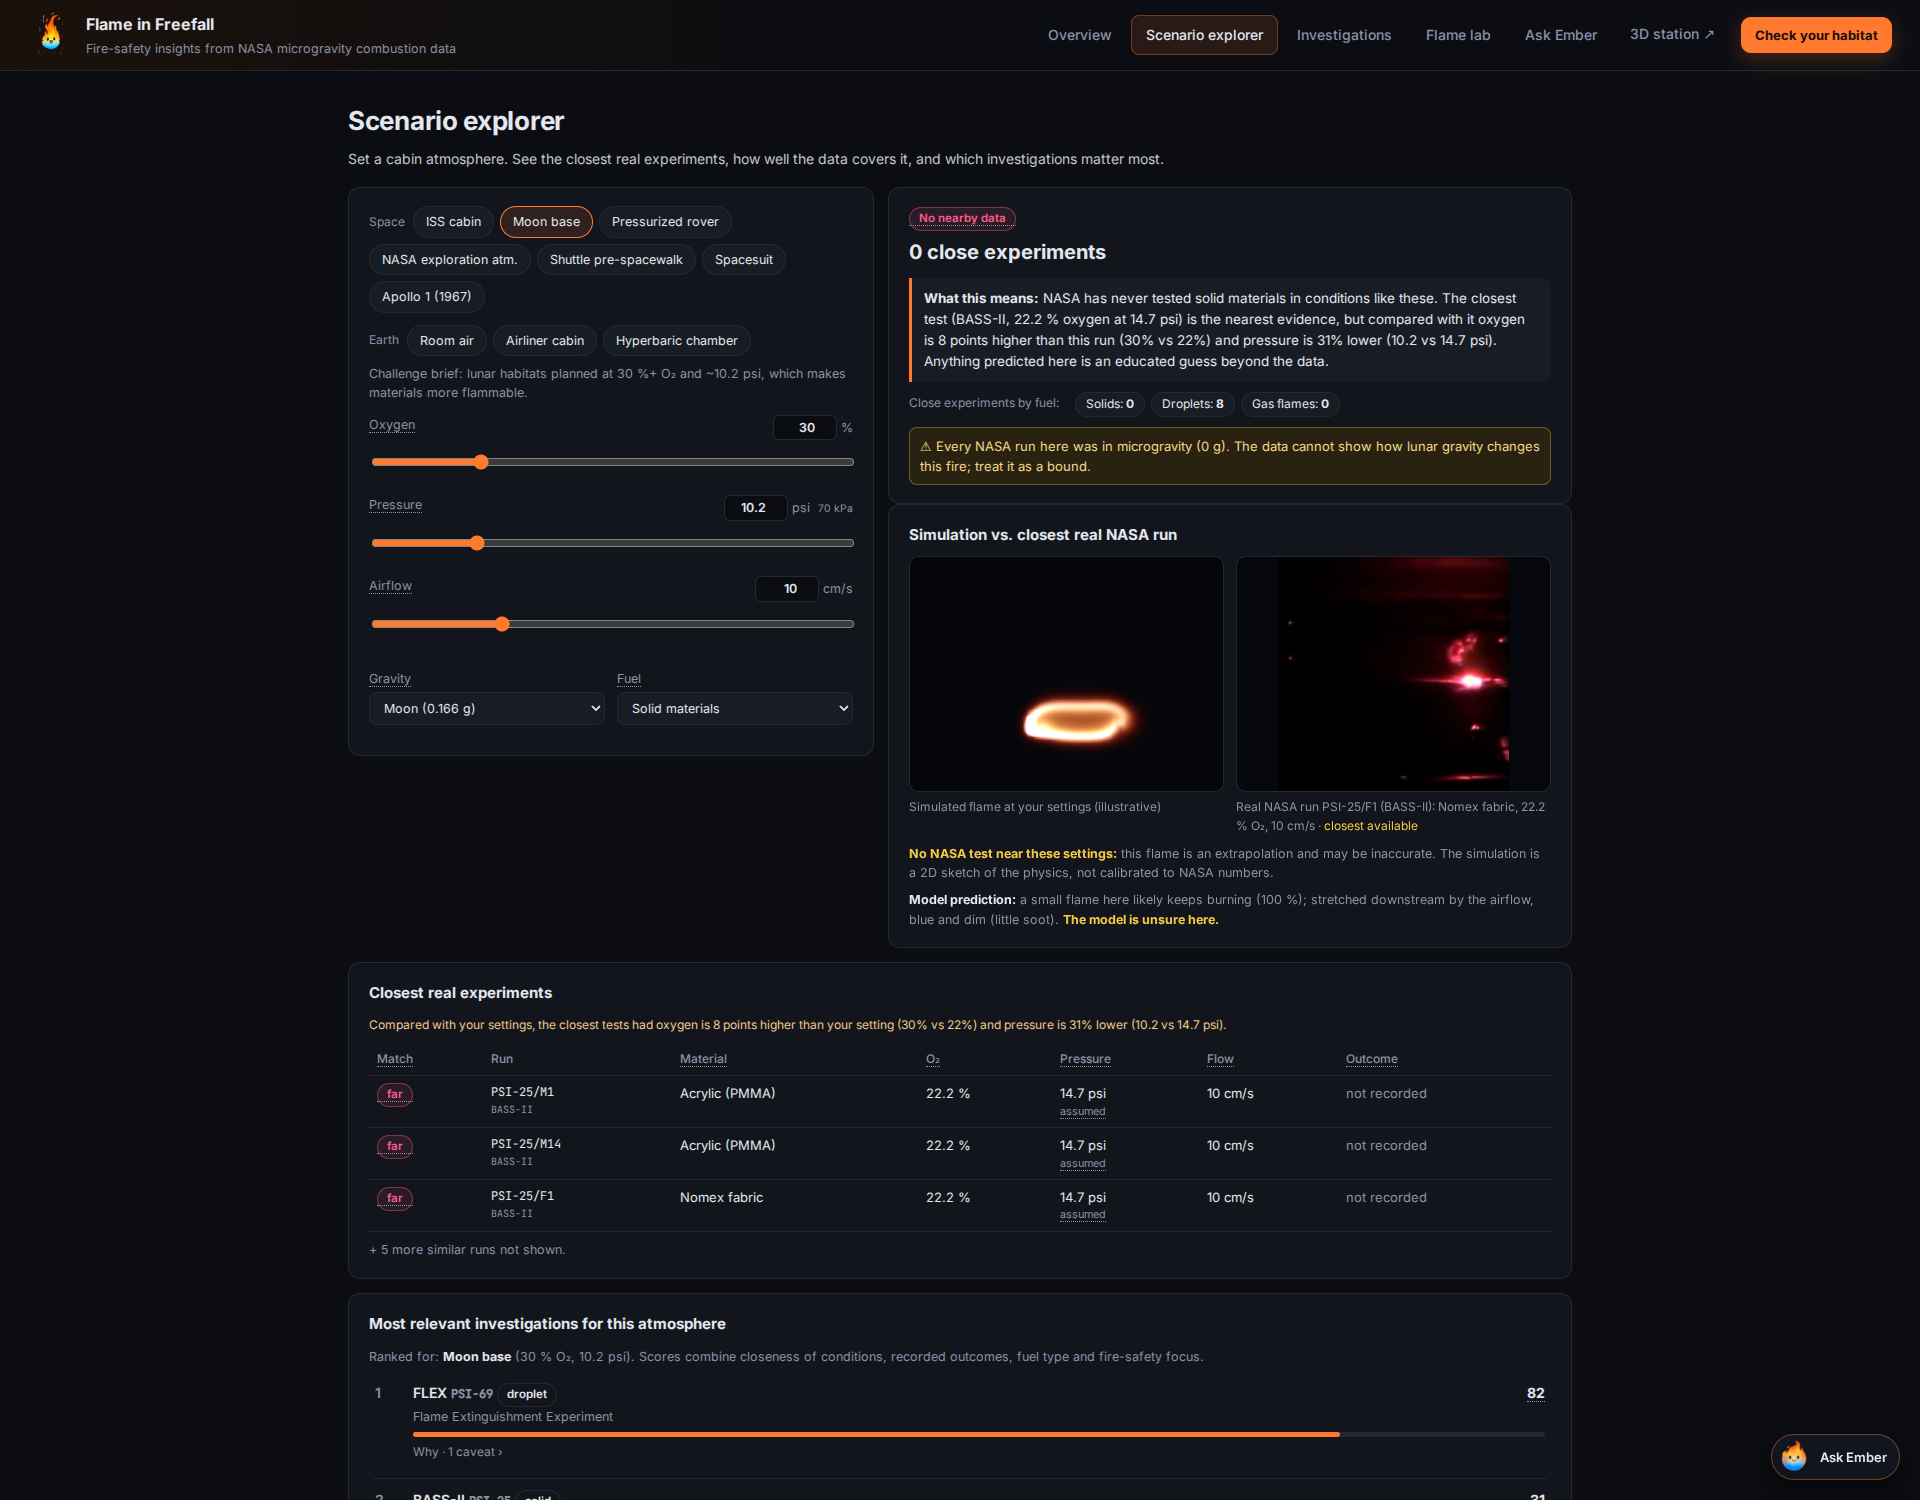 Flame in Freefall
Fire-safety insights from NASA microgravity combustion data
Overview
Scenario explorer
Investigations
Flame lab
Ask Ember
3D station ↗
Check your habitat
Scenario explorer
Set a cabin atmosphere. See the closest real experiments, how well the data covers it, and which investigations matter most.
Space ISS cabin Moon base Pressurized rover
NASA exploration atm. Shuttle pre-spacewalk Spacesuit
Apollo 1 (1967)
Earth Room air Airliner cabin Hyperbaric chamber
Challenge brief: lunar habitats planned at 30 %+ O₂ and ~10.2 psi, which makes
materials more flammable.
Oxygen 30 %
Pressure 10.2 psi 70 kPa
Airflow 10 cm/s
Gravity Fuel
Moon (0.166 g) Solid materials
No nearby data
0 close experiments
What this means: NASA has never tested solid materials in conditions like these. The closest
test (BASS-II, 22.2 % oxygen at 14.7 psi) is the nearest evidence, but compared with it oxygen
is 8 points higher than this run (30% vs 22%) and pressure is 31% lower (10.2 vs 14.7 psi).
Anything predicted here is an educated guess beyond the data.
Close experiments by fuel: Solids: 0 Droplets: 8 Gas flames: 0
⚠ Every NASA run here was in microgravity (0 g). The data cannot show how lunar gravity changes
this fire; treat it as a bound.
Simulation vs. closest real NASA run
Simulated flame at your settings (illustrative)
Real NASA run PSI-25/F1 (BASS-II): Nomex fabric, 22.2
% O₂, 10 cm/s · closest available
No NASA test near these settings: this flame is an extrapolation and may be inaccurate. The simulation is
a 2D sketch of the physics, not calibrated to NASA numbers.
Model prediction: a small flame here likely keeps burning (100 %); stretched downstream by the airflow,
blue and dim (little soot). The model is unsure here.
Closest real experiments
Compared with your settings, the closest tests had oxygen is 8 points higher than your setting (30% vs 22%) and pressure is 31% lower (10.2 vs 14.7 psi).
Match Run Material O₂ Pressure Flow Outcome
far PSI-25/M1 Acrylic (PMMA) 22.2 % 14.7 psi 10 cm/s not recorded
BASS-II assumed
far PSI-25/M14 Acrylic (PMMA) 22.2 % 14.7 psi 10 cm/s not recorded
BASS-II assumed
far PSI-25/F1 Nomex fabric 22.2 % 14.7 psi 10 cm/s not recorded
BASS-II assumed
+ 5 more similar runs not shown.
Most relevant investigations for this atmosphere
Ranked for: Moon base (30 % O₂, 10.2 psi). Scores combine closeness of conditions, recorded outcomes, fuel type and fire-safety focus.
1 FLEX PSI-69 droplet 82
Flame Extinguishment Experiment
Why · 1 caveat ›
2 BASS-II PSI-25 solid 31
Ask Ember